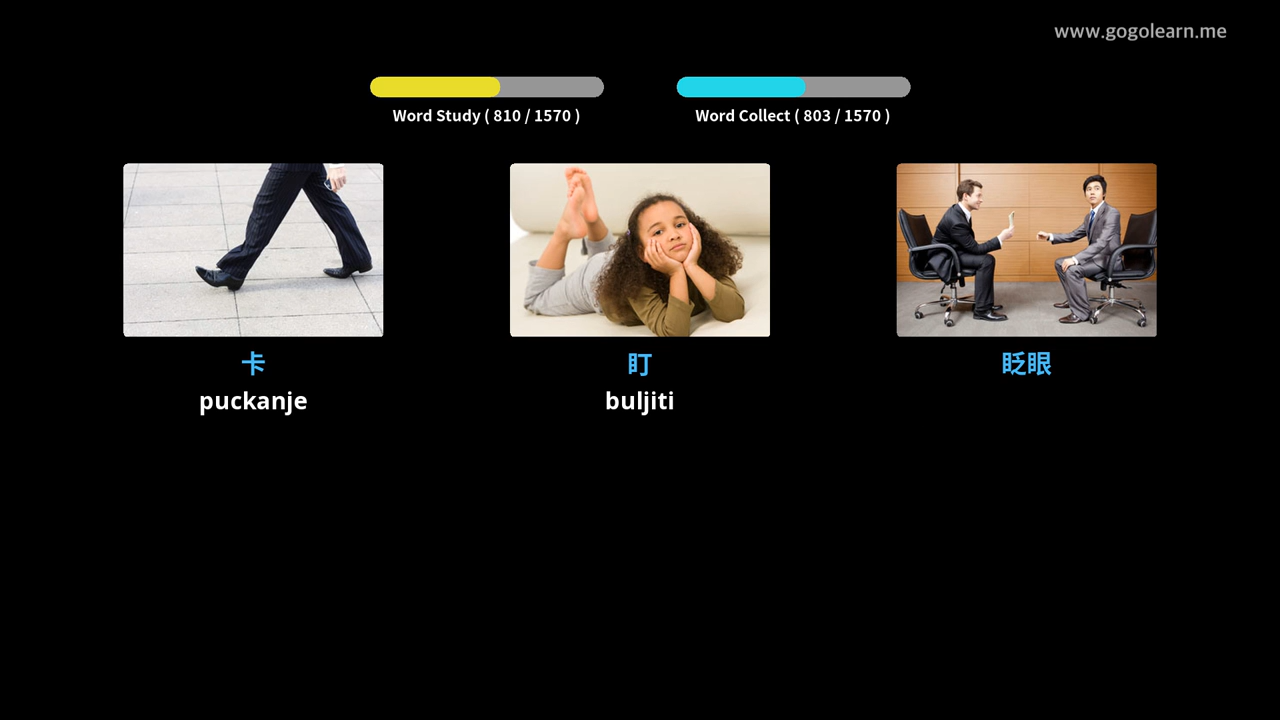 www.gogolearn.me
Word Study ( 810 / 1570 )
Word Collect ( 803 / 1570 )
卡
puckanje
盯
buljiti
眨眼